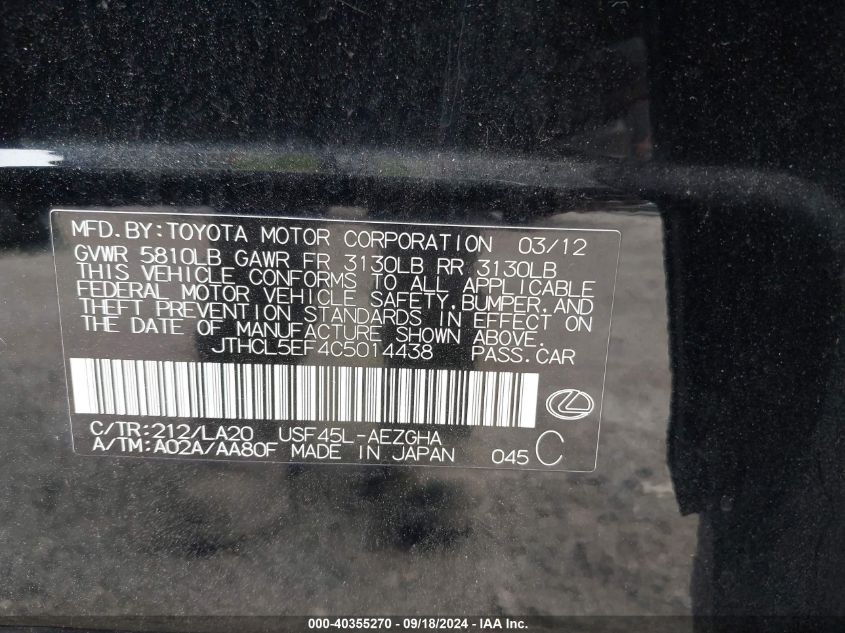 MFD.BY:TOYOTA MOTOR CORPORATION 03/12
GVWR 5810LB GAWR FR 3130LB RR 3130LB
THIS VEHICLE CONFORMS TO ALL APPLICABLE
FEDERAL MOTOR VEHICLE SAFETY,BUMPER,AND
THEFT PREVENTION STANDARDS IN EFFECT ON
THE DATE OF MANUFACTURE SHOWN ABOVE.
JTHCL5EF4C5014438 PASS.CAR
C/TR:212/LA20 USF45L-AEZGHA
A/TM:A02A/AA80F MADE IN JAPAN 045 C
000-40355270 - 09/18/2024 - IAA Inc.